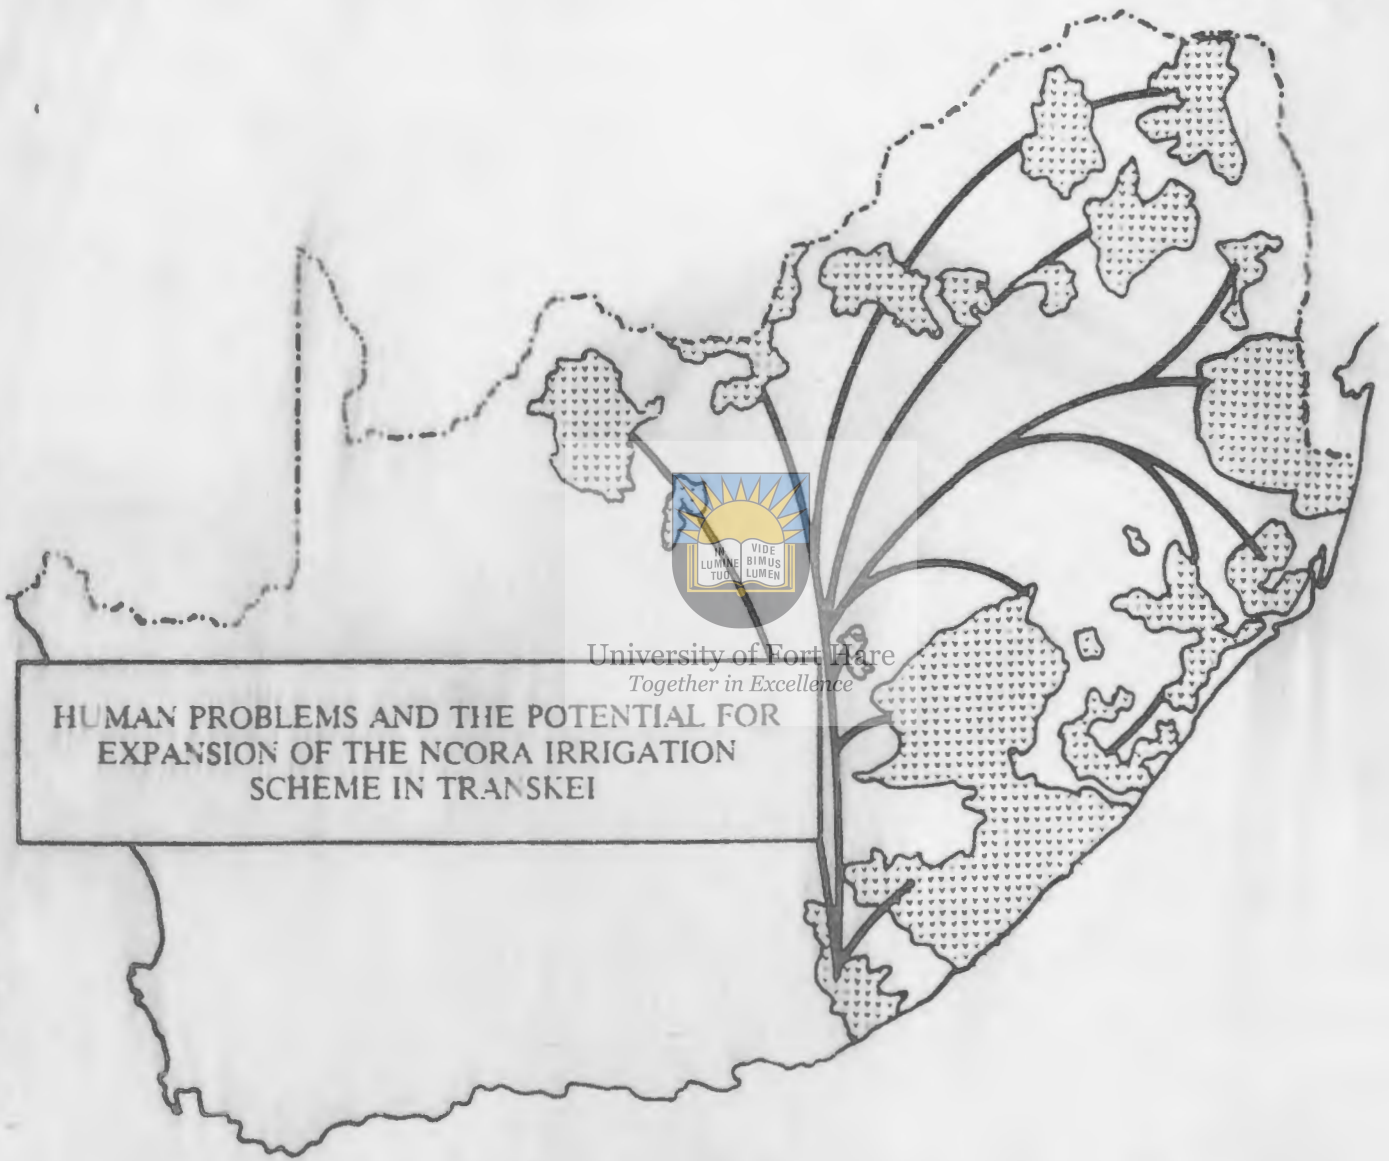 IN
LUMINE
TUO
VIDE
BIMUS
LUMEN
University of Fort Hare
Together in Excellence
HUMAN PROBLEMS AND THE POTENTIAL FOR
EXPANSION OF THE NCORA IRRIGATION
SCHEME IN TRANSKEI